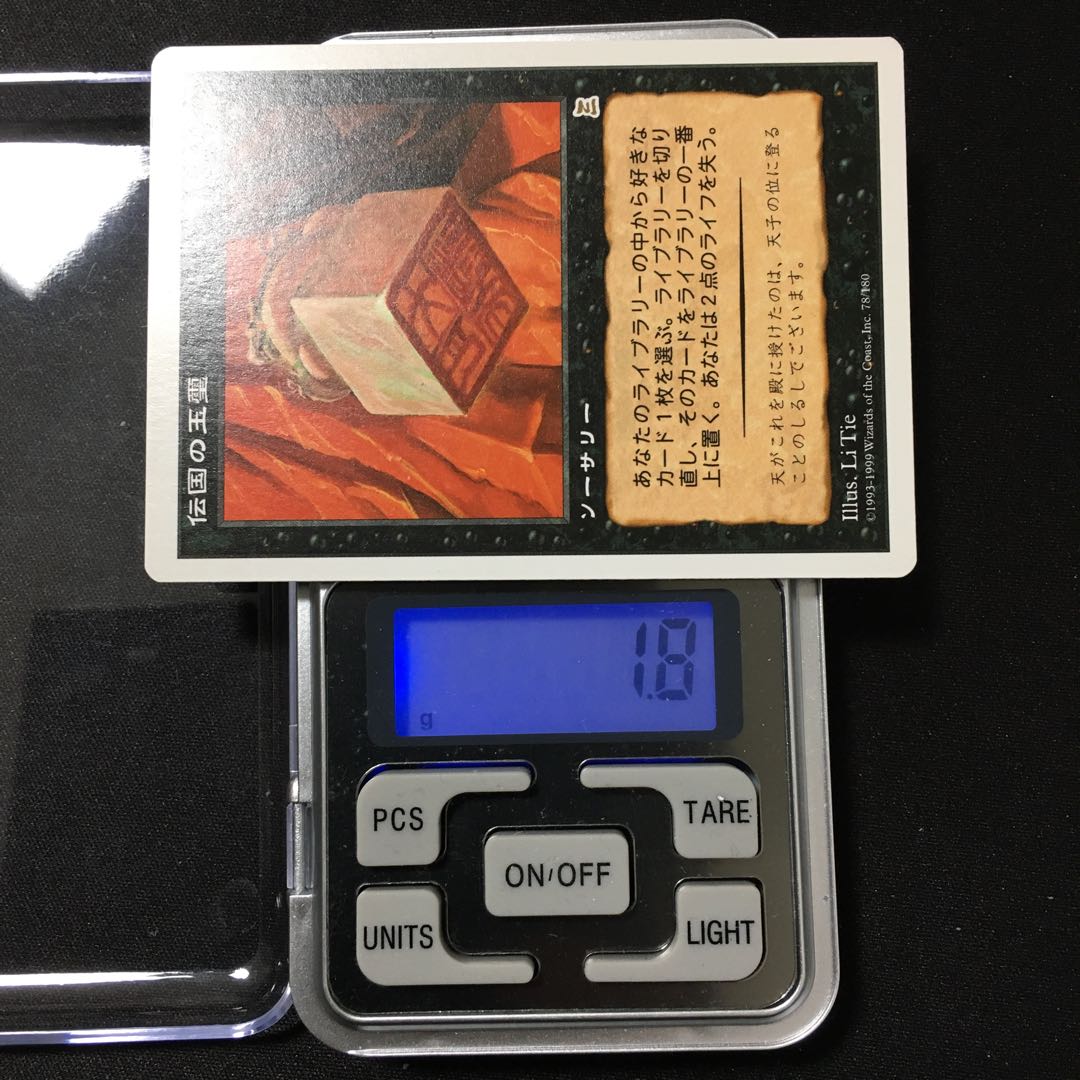 伝国の玉璽
ソーサリー
三
あなたのライブラリーの中から好きな
カード1枚を選ぶ。ライブラリーを切り
直し、そのカードをライブラリーの一番
上に置く。あなたは2点のライフを失う。
天がこれを殿に授けたのは、天子の位に登る
ことのしるしでございます。
Illus. Li Tie
©1993-1999 Wizards of the Coast, Inc. 78/180
1.8
g
PCS
TARE
ON/OFF
UNITS
LIGHT